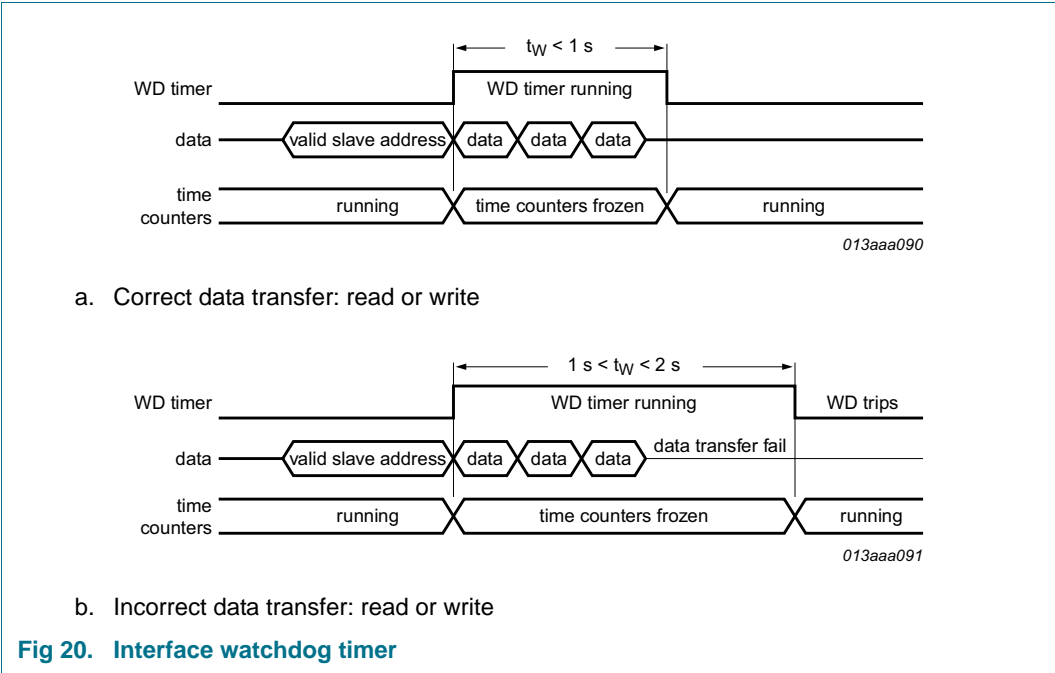 tW < 1 s
WD timer WD timer running
data valid slave address data data data
time
counters running time counters frozen running
013aaa090
a. Correct data transfer: read or write
1 s < tW < 2 s
WD timer WD timer running WD trips
data valid slave address data data data data transfer fail
time
counters running time counters frozen running
013aaa091
b. Incorrect data transfer: read or write
Fig 20. Interface watchdog timer